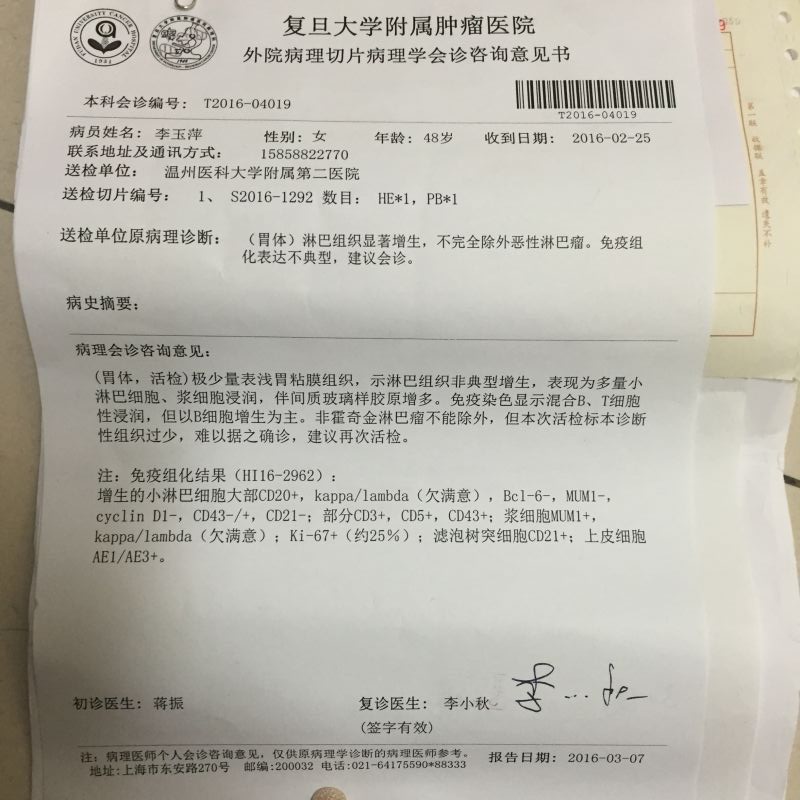 复旦大学附属肿瘤医院
外院病理切片病理学会诊咨询意见书
本科会诊编号： T2016-04019
T2016-04019
病员姓名： 李玉萍 性别：女 年龄：48岁 收到日期： 2016-02-25
联系地址及通讯方式： 15858822770
送检单位： 温州医科大学附属第二医院
送检切片编号： 1、 S2016-1292 数目： HE*1，PB*1
送检单位原病理诊断： （胃体）淋巴组织显著增生，不完全除外恶性淋巴瘤。免疫组
化表达不典型，建议会诊。
病史摘要：
病理会诊咨询意见：
(胃体，活检)极少量表浅胃粘膜组织，示淋巴组织非典型增生，表现为多量小
淋巴细胞、浆细胞浸润，伴间质玻璃样胶原增多。免疫染色显示混合B、T细胞
性浸润，但以B细胞增生为主。非霍奇金淋巴瘤不能除外，但本次活检标本诊断
性组织过少，难以据之确诊，建议再次活检。
注：免疫组化结果（HI16-2962）：
增生的小淋巴细胞大部CD20+，kappa/lambda（欠满意），Bcl-6-，MUM1-，
cyclin D1-，CD43-/+，CD21-；部分CD3+，CD5+，CD43+；浆细胞MUM1+，
kappa/lambda（欠满意）；Ki-67+（约25%）；滤泡树突细胞CD21+；上皮细胞
AE1/AE3+。
初诊医生： 蒋振 复诊医生： 李小秋
(签字有效)
注：病理医师个人会诊咨询意见，仅供原病理学诊断的病理医师参考。 报告日期： 2016-03-07
地址:上海市东安路270号 邮编:200032 电话:021-64175590*88333
第一联 收据联 盖章有效 遗失不补